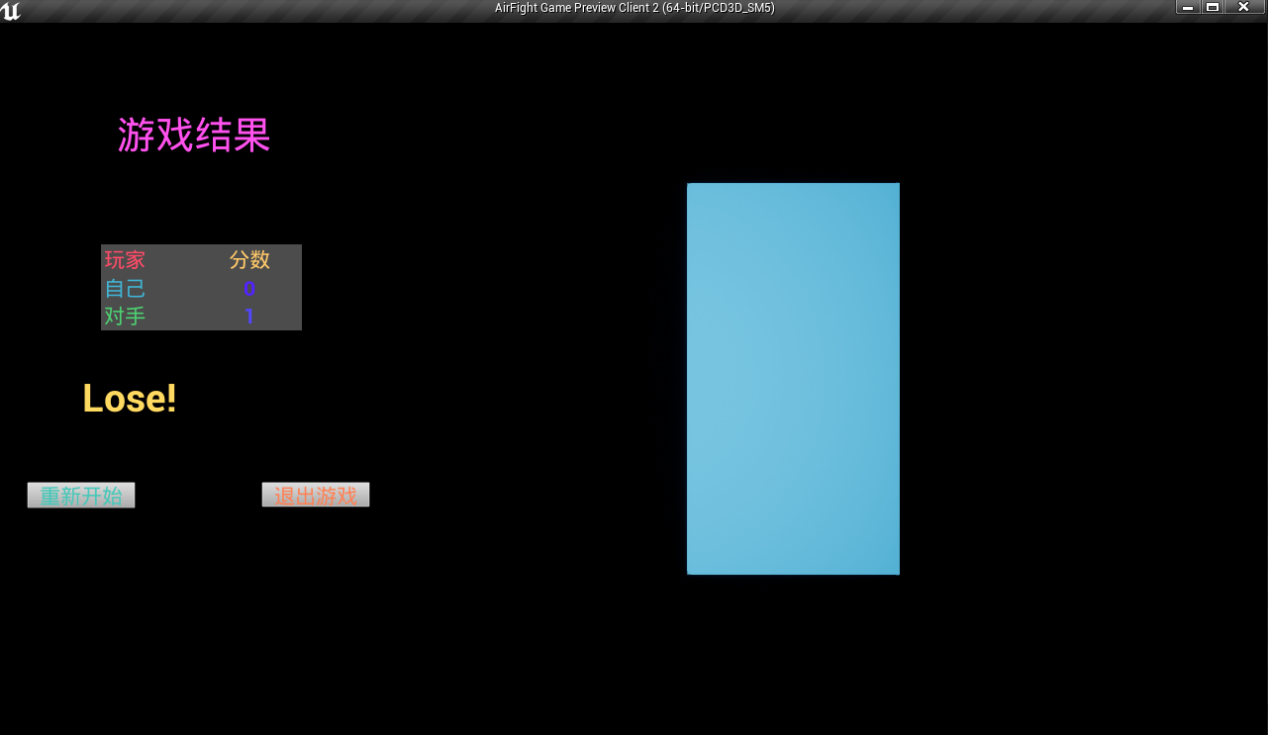 AirFight Game Preview Client 2 (64-bit/PCD3D_SM5)
游戏结果
玩家 分数
自己 0
对手 1
Lose!
重新开始 退出游戏